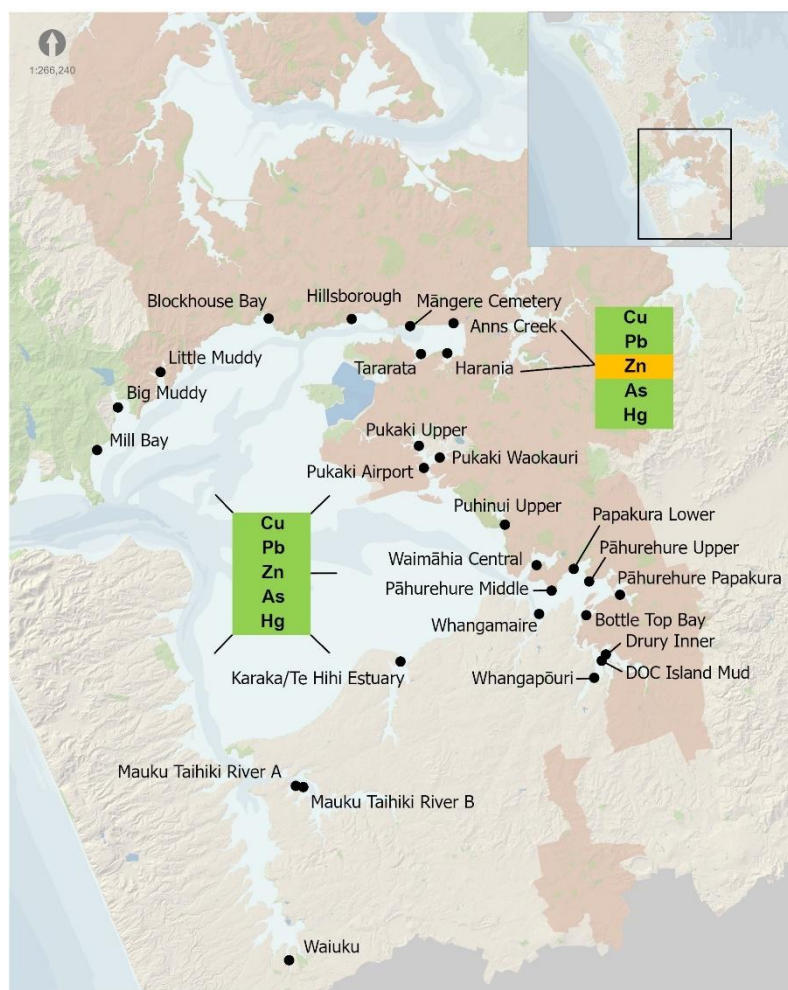 1:266,240
Blockhouse Bay
Hillsborough
Māngere Cemetery
Anns Creek
Cu
Pb
Zn
As
Hg
Little Muddy
Tararata
Harania
Big Muddy
Mill Bay
Pukaki Upper
Pukaki Waokauri
Pukaki Airport
Puhinui Upper
Papakura Lower
Cu
Pb
Zn
As
Hg
Waimāhia Central
Pāhurehure Upper
Pāhurehure Middle
Pāhurehure Papakura
Whangamaire
Bottle Top Bay
Drury Inner
Karaka/Te Hihi Estuary
Whangapōuri
DOC Island Mud
Mauku Taihiki River A
Mauku Taihiki River B
Waiuku